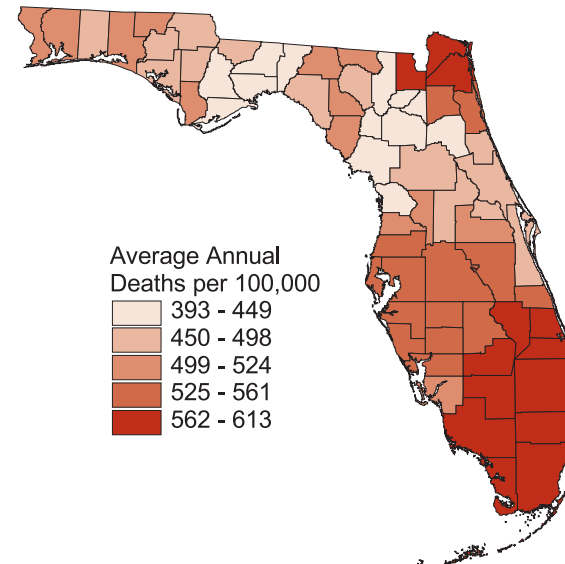 Average Annual
Deaths per 100,000
393 - 449
450 - 498
499 - 524
525 - 561
562 - 613